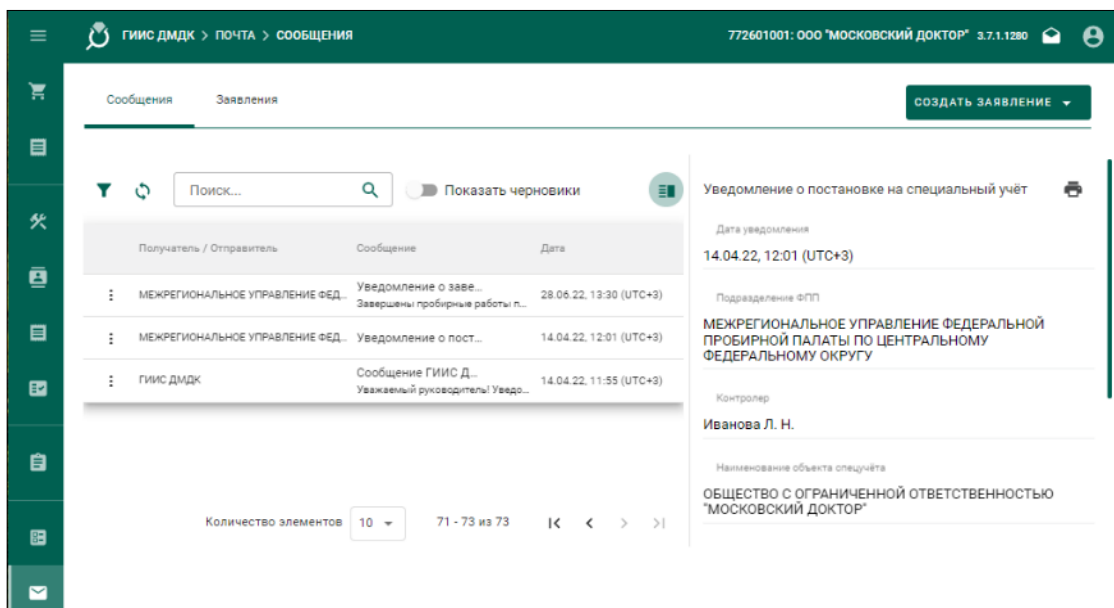 ГИИС ДМДК > ПОЧТА > СООБЩЕНИЯ
772601001: ООО "МОСКОВСКИЙ ДОКТОР" 3.7.1.1280
Сообщения Заявления
СОЗДАТЬ ЗАЯВЛЕНИЕ
Поиск...
Показать черновики
Получатель / Отправитель Сообщение Дата
МЕЖРЕГИОНАЛЬНОЕ УПРАВЛЕНИЕ ФЕД... Уведомление о заве... 28.06.22, 13:30 (UTC+3)
Завершены пробирные работы п...
МЕЖРЕГИОНАЛЬНОЕ УПРАВЛЕНИЕ ФЕД... Уведомление о пост... 14.04.22, 12:01 (UTC+3)
ГИИС ДМДК Сообщение ГИИС Д... 14.04.22, 11:55 (UTC+3)
Уважаемый руководитель! Уведо...
Количество элементов 10 71 - 73 из 73
Уведомление о постановке на специальный учёт
Дата уведомления
14.04.22, 12:01 (UTC+3)
Подразделение ФПП
МЕЖРЕГИОНАЛЬНОЕ УПРАВЛЕНИЕ ФЕДЕРАЛЬНОЙ
ПРОБИРНОЙ ПАЛАТЫ ПО ЦЕНТРАЛЬНОМУ
ФЕДЕРАЛЬНОМУ ОКРУГУ
Контролер
Иванова Л. Н.
Наименование объекта спецучёта
ОБЩЕСТВО С ОГРАНИЧЕННОЙ ОТВЕТСТВЕННОСТЬЮ
"МОСКОВСКИЙ ДОКТОР"